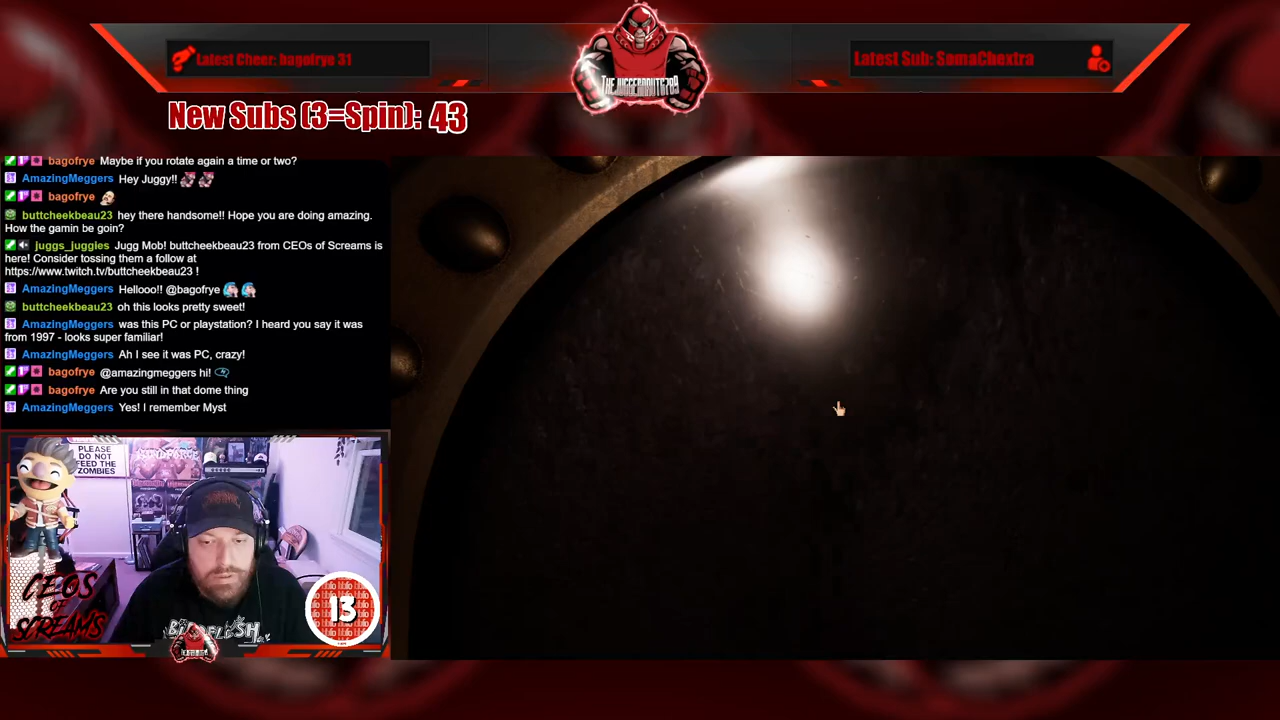 Latest Cheer: bagofrye 31
THEJUGGERNAUT6789
Latest Sub: SamaChextra
New Subs (3=Spin): 43
bagofrye Maybe if you rotate again a time or two?
AmazingMeggers Hey Juggy!!
bagofrye
buttcheekbeau23 hey there handsome!! Hope you are doing amazing.
How the gamin be goin?
juggs_juggies Jugg Mob! buttcheekbeau23 from CEOs of Screams is
here! Consider tossing them a follow at
https://www.twitch.tv/buttcheekbeau23 !
AmazingMeggers Hellooo!! @bagofrye
buttcheekbeau23 oh this looks pretty sweet!
AmazingMeggers was this PC or playstation? I heard you say it was
from 1997 - looks super familiar!
AmazingMeggers Ah I see it was PC, crazy!
bagofrye @amazingmeggers hi!
bagofrye Are you still in that dome thing
AmazingMeggers Yes! I remember Myst
PLEASE
DO NOT
FEED THE
ZOMBIES
CEOS
OF
SCREAMS
13